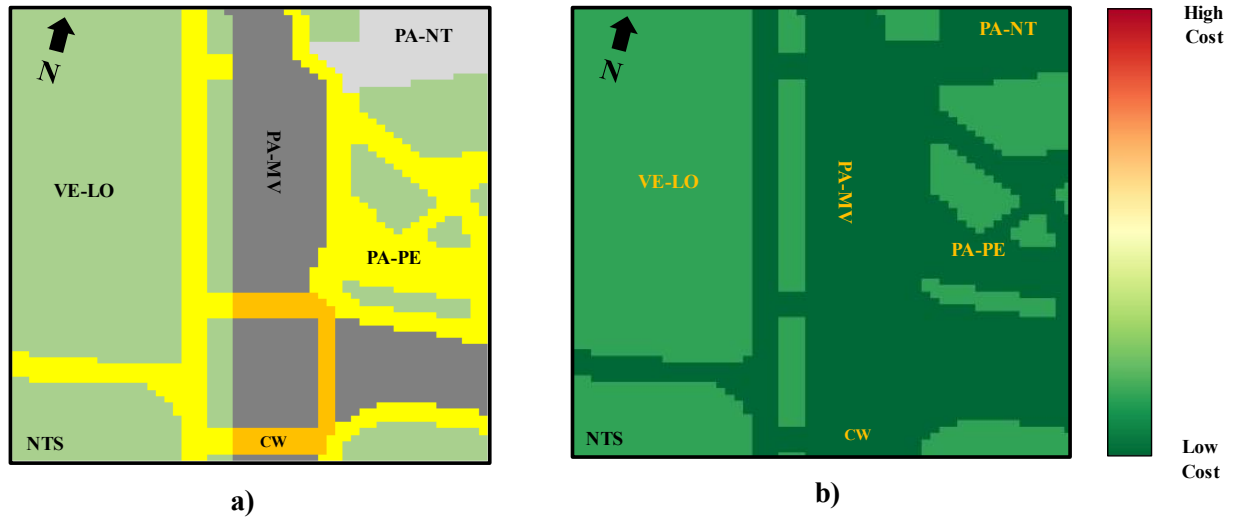 N
PA-NT
VE-LO
PA-MV
PA-PE
NTS
CW
a)
N
PA-NT
VE-LO
PA-MV
PA-PE
NTS
CW
b)
High
Cost
Low
Cost